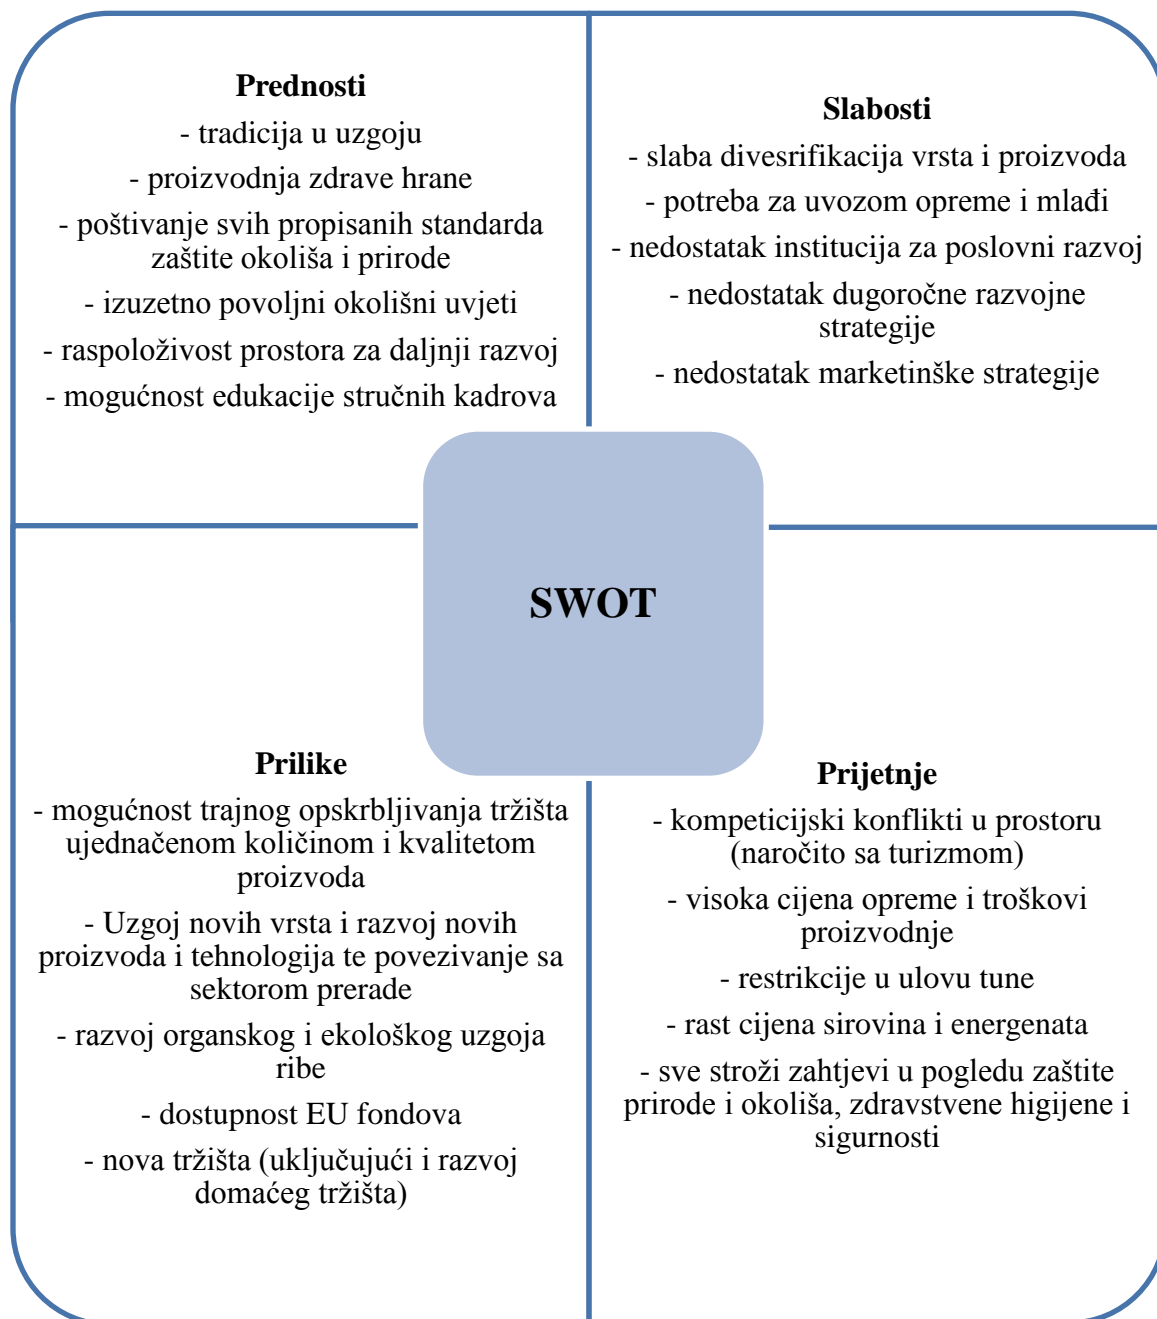 Prednosti
- tradicija u uzgoju
- proizvodnja zdrave hrane
- poštivanje svih propisanih standarda
zaštite okoliša i prirode
- izuzetno povoljni okolišni uvjeti
- raspoloživost prostora za daljnji razvoj
- mogućnost edukacije stručnih kadrova
Slabosti
- slaba divesrifikacija vrsta i proizvoda
- potreba za uvozom opreme i mlađi
- nedostatak institucija za poslovni razvoj
- nedostatak dugoročne razvojne
strategije
- nedostatak marketinške strategije
SWOT
Prilike
- mogućnost trajnog opskrbljivanja tržišta
ujednačenom količinom i kvalitetom
proizvoda
- Uzgoj novih vrsta i razvoj novih
proizvoda i tehnologija te povezivanje sa
sektorom prerade
- razvoj organskog i ekološkog uzgoja
ribe
- dostupnost EU fondova
- nova tržišta (uključujući i razvoj
domaćeg tržišta)
Prijetnje
- kompeticijski konflikti u prostoru
(naročito sa turizmom)
- visoka cijena opreme i troškovi
proizvodnje
- restrikcije u ulovu tune
- rast cijena sirovina i energenata
- sve stroži zahtjevi u pogledu zaštite
prirode i okoliša, zdravstvene higijene i
sigurnosti